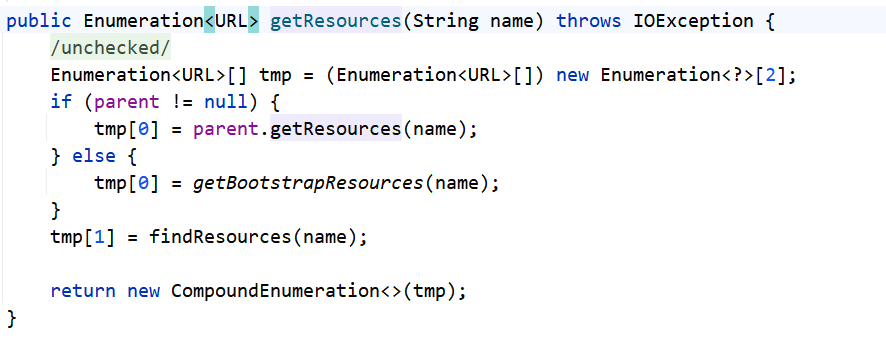 public Enumeration<URL> getResources(String name) throws IOException {
/unchecked/
Enumeration<URL>[] tmp = (Enumeration<URL>[]) new Enumeration<?>[2];
if (parent != null) {
tmp[0] = parent.getResources(name);
} else {
tmp[0] = getBootstrapResources(name);
}
tmp[1] = findResources(name);
return new CompoundEnumeration<>(tmp);
}